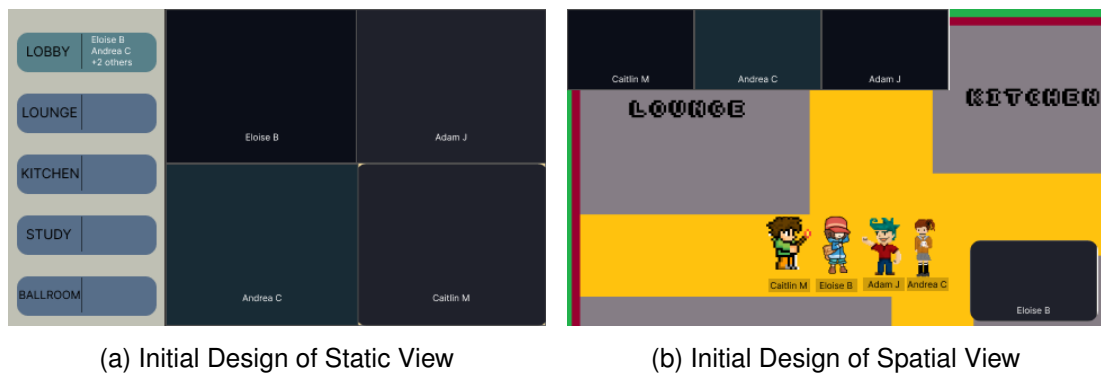 LOBBY
Eloise B
Andrea C
+2 others
LOUNGE
KITCHEN
STUDY
BALLROOM
Eloise B
Adam J
Andrea C
Caitlin M
(a) Initial Design of Static View
Caitlin M
Andrea C
Adam J
LOUNGE
KITCHEN
Caitlin M
Eloise B
Adam J
Andrea C
Eloise B
(b) Initial Design of Spatial View